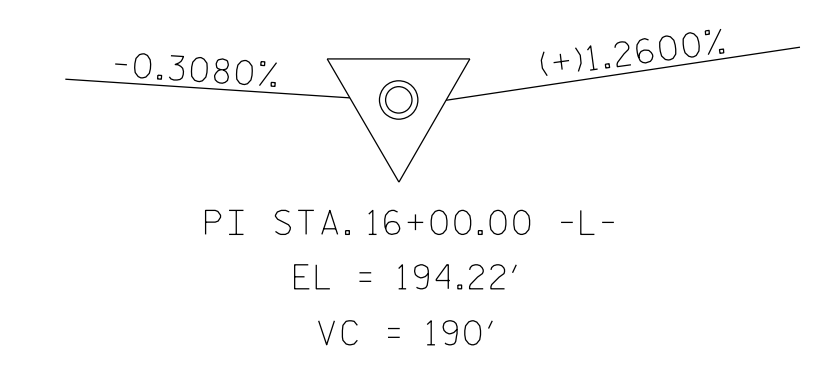 -0.3080%
(+)1.2600%
PI STA. 16+00.00 -L-
EL = 194.22'
VC = 190'